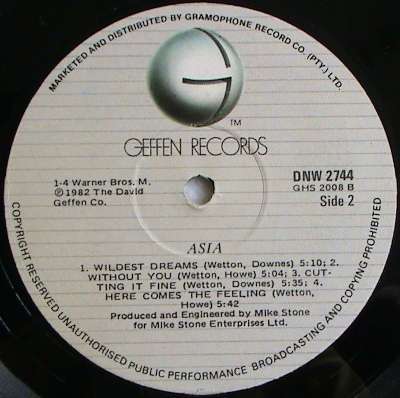 MARKETED AND DISTRIBUTED BY GRAMOPHONE RECORD CO (PTY.) LTD.
G
TM
GEFFEN RECORDS
1-4 Warner Bros. M.
℗ 1982 The David
Geffen Co.
DNW 2744
GHS 2008 B
Side 2
ASIA
1. WILDEST DREAMS (Wetton, Downes) 5:10; 2.
WITHOUT YOU (Wetton, Howe) 5:04; 3. CUT-
TING IT FINE (Wetton, Downes) 5:35; 4.
HERE COMES THE FEELING (Wetton,
Howe) 5:42
Produced and Engineered by Mike Stone
for Mike Stone Enterprises Ltd.
COPYRIGHT RESERVED UNAUTHORISED PUBLIC PERFORMANCE BROADCASTING AND COPYING PROHIBITED